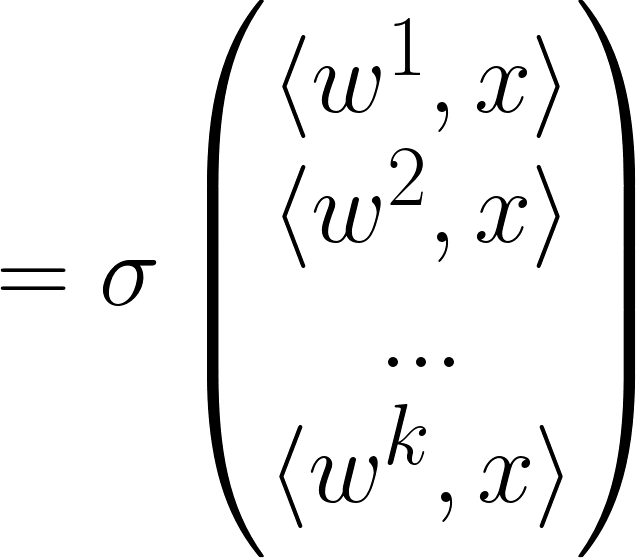 ⟨w¹, x⟩
⟨w², x⟩
= σ
...
⟨wᵏ, x⟩